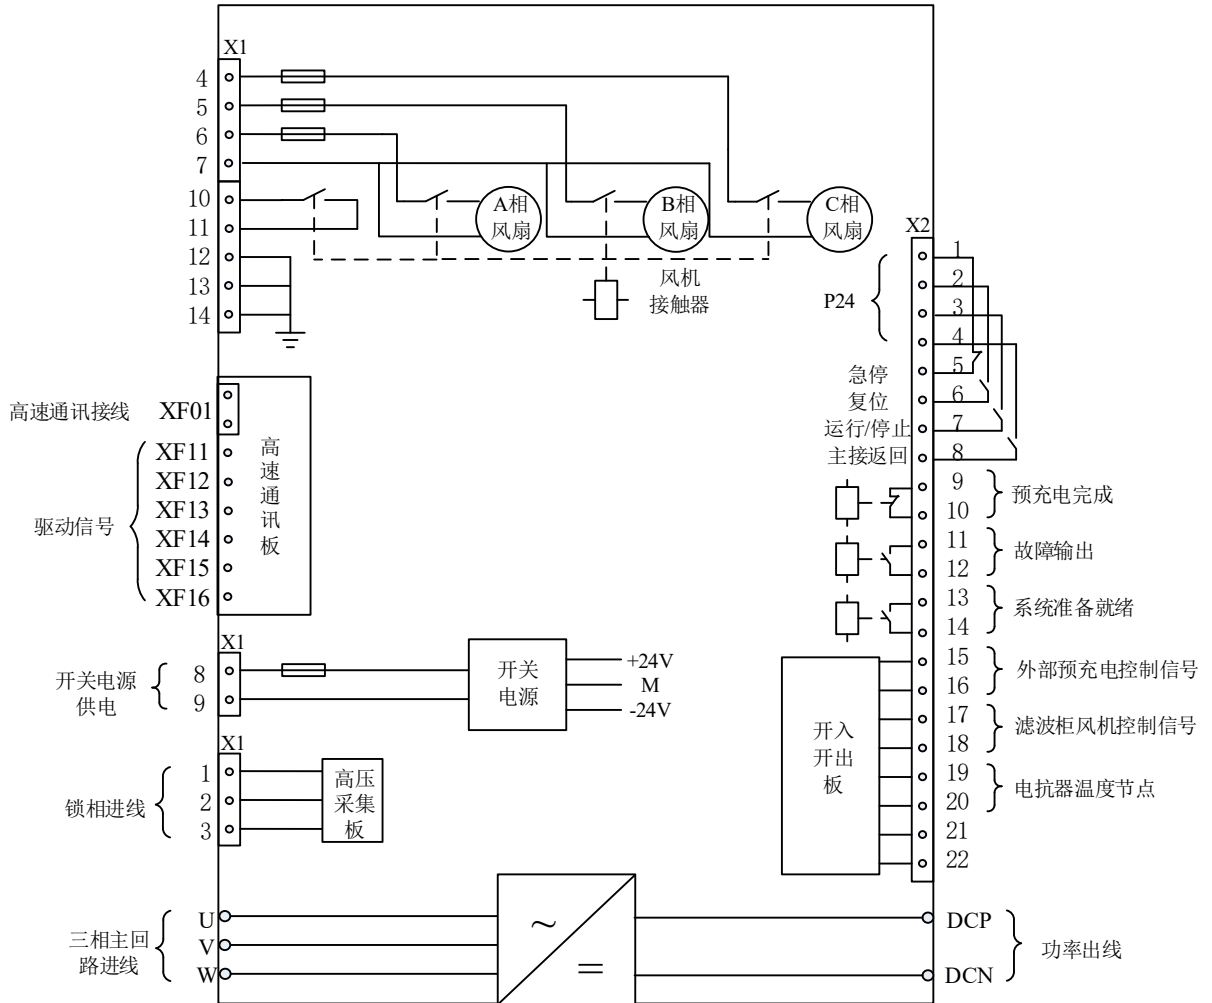 X1
4
5
6
7
10
11
12
13
14
A相
风扇
B相
风扇
C相
风扇
风机
接触器
X2
P24
1
2
3
4
5
6
7
8
急停
复位
运行/停止
主接返回
9
10
预充电完成
11
12
故障输出
13
14
系统准备就绪
15
16
外部预充电控制信号
17
18
滤波柜风机控制信号
19
20
电抗器温度节点
21
22
开入
开出
板
高速通讯接线
XF01
驱动信号
XF11
XF12
XF13
XF14
XF15
XF16
高
速
通
讯
板
X1
开关电源
供电
8
9
开关
电源
+24V
M
-24V
X1
锁相进线
1
2
3
高压
采集
板
三相主回
路进线
U
V
W
~
=
DCP
DCN
功率出线